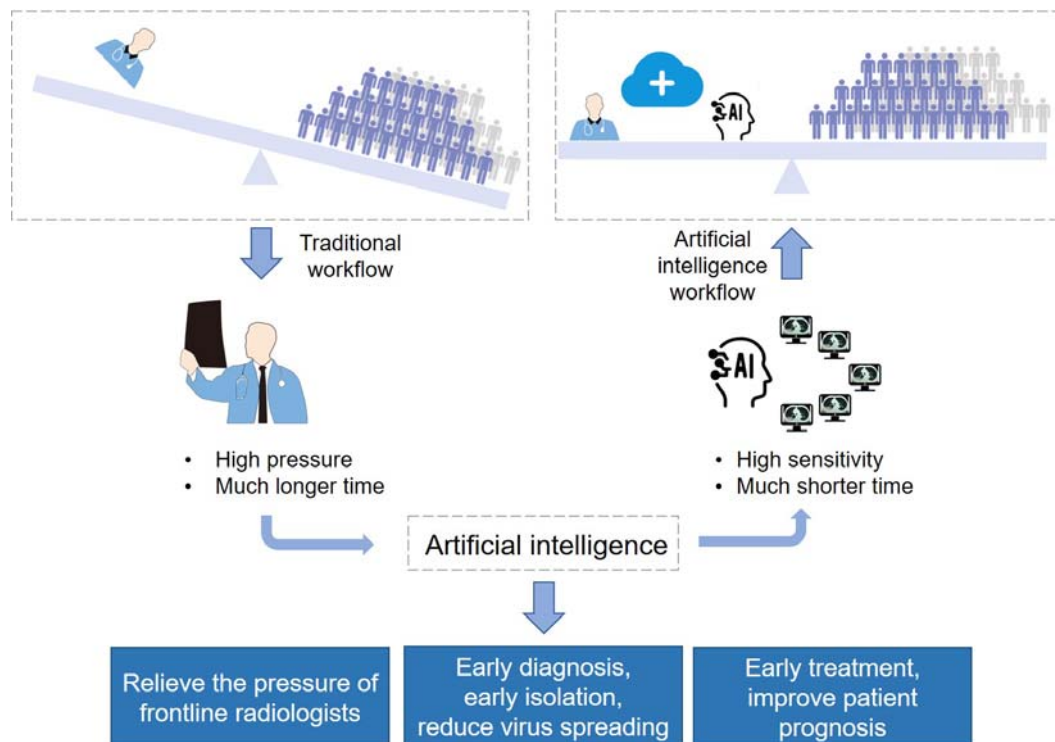 AI
Traditional
workflow
Artificial
intelligence
workflow
AI
• High pressure
• Much longer time
• High sensitivity
• Much shorter time
Artificial intelligence
Relieve the pressure of
frontline radiologists
Early diagnosis,
early isolation,
reduce virus spreading
Early treatment,
improve patient
prognosis